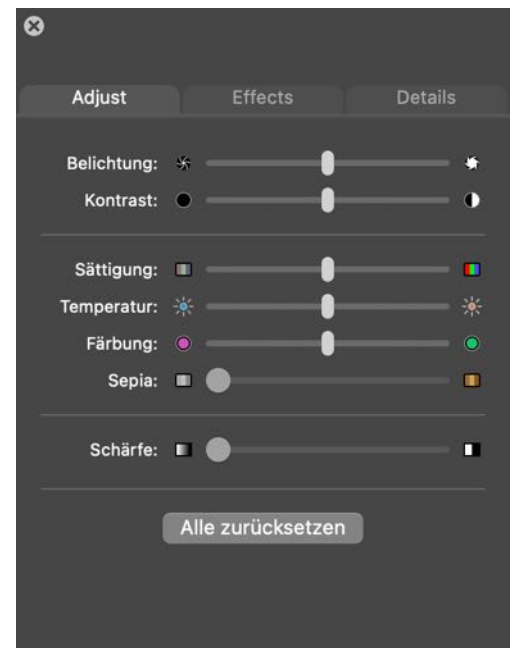 Adjust Effects Details
Belichtung:
Kontrast:
Sättigung:
Temperatur:
Färbung:
Sepia:
Schärfe:
Alle zurücksetzen